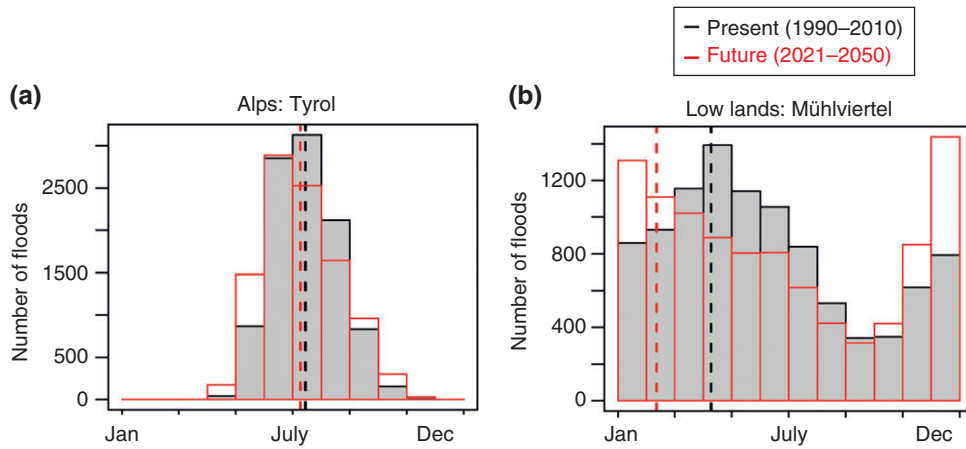 Present (1990–2010)
Future (2021–2050)
(a)
Alps: Tyrol
Number of floods
2500
1500
500
0
Jan
July
Dec
(b)
Low lands: Mühlviertel
Number of floods
1200
800
400
0
Jan
July
Dec